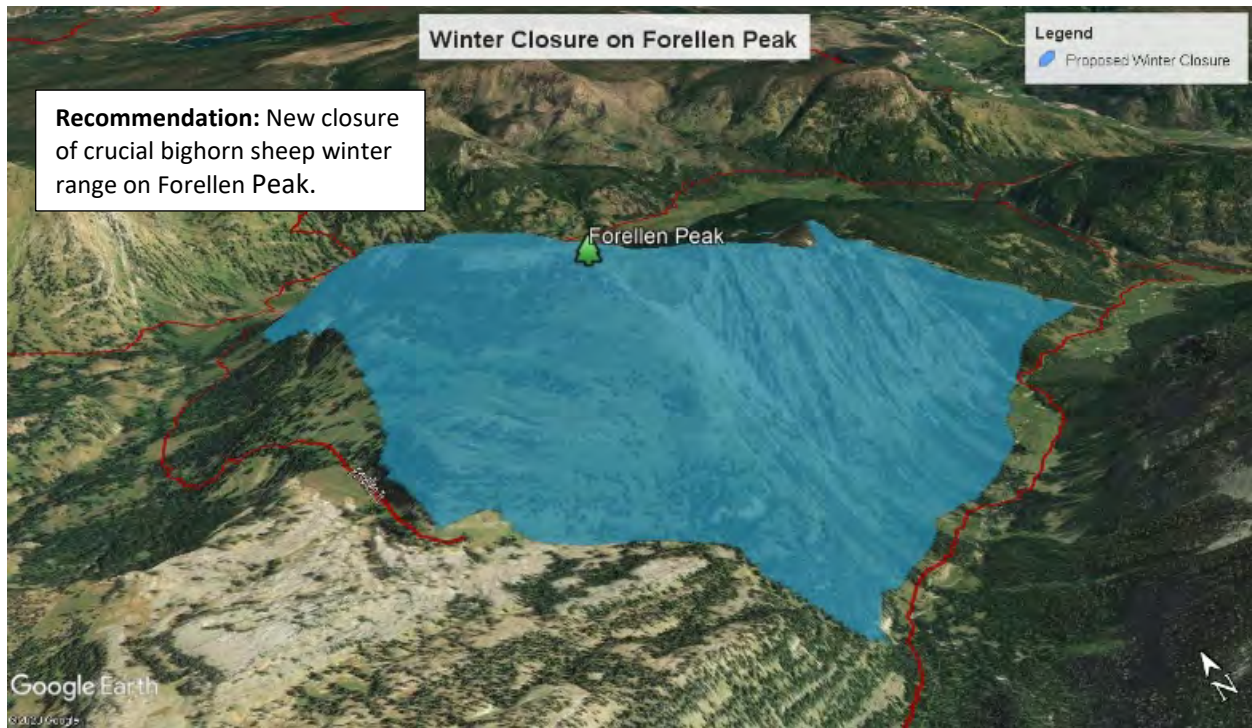 Winter Closure on Forellen Peak
Legend
Proposed Winter Closure
Recommendation: New closure
of crucial bighorn sheep winter
range on Forellen Peak.
Forellen Peak
Google Earth
N